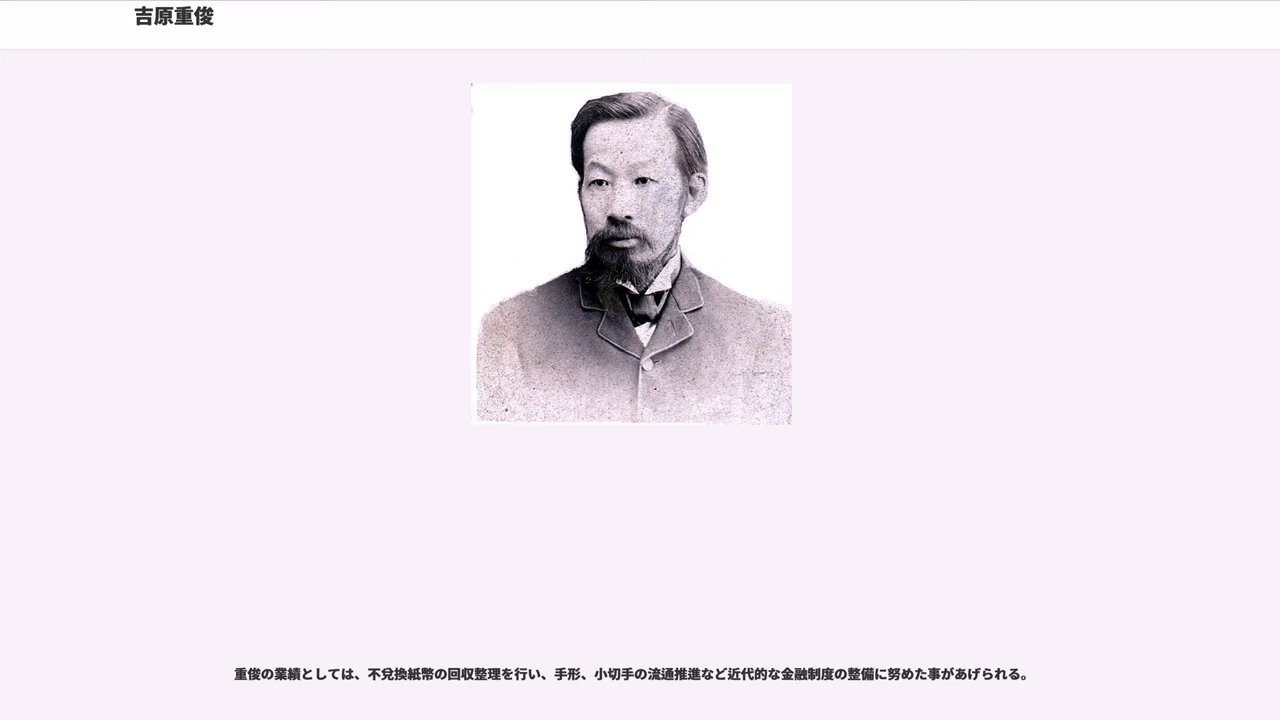 吉原重俊
重俊の業績としては、不兌換紙幣の回収整理を行い、手形、小切手の流通推進など近代的な金融制度の整備に努めた事があげられる。